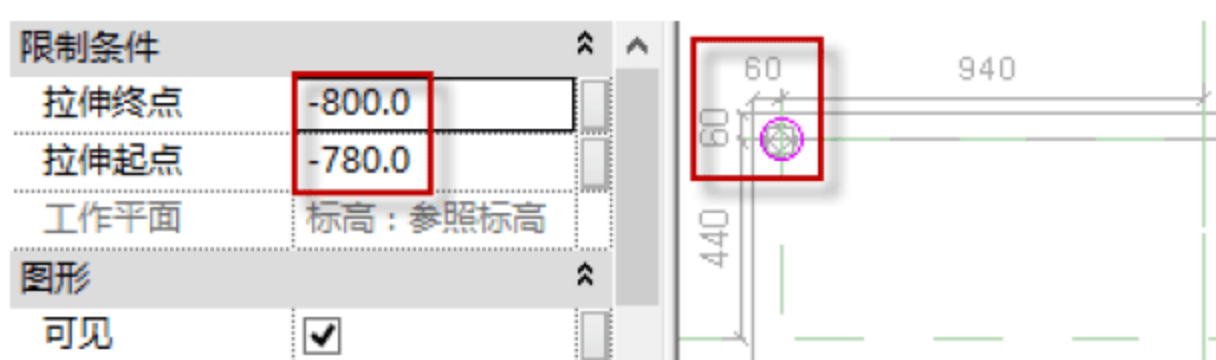 限制条件
拉伸终点 -800.0
拉伸起点 -780.0
工作平面 标高：参照标高
图形
可见
60 940
60
440